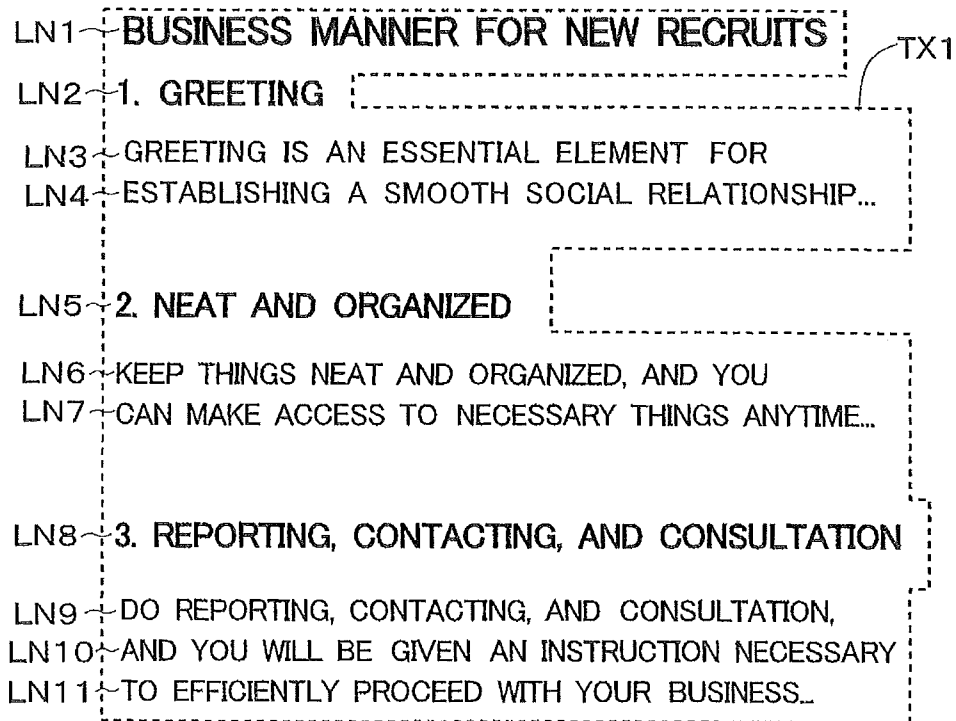 LN1 BUSINESS MANNER FOR NEW RECRUITS
TX1
LN2 1. GREETING
LN3 GREETING IS AN ESSENTIAL ELEMENT FOR
LN4 ESTABLISHING A SMOOTH SOCIAL RELATIONSHIP...
LN5 2. NEAT AND ORGANIZED
LN6 KEEP THINGS NEAT AND ORGANIZED, AND YOU
LN7 CAN MAKE ACCESS TO NECESSARY THINGS ANYTIME...
LN8 3. REPORTING, CONTACTING, AND CONSULTATION
LN9 DO REPORTING, CONTACTING, AND CONSULTATION,
LN10 AND YOU WILL BE GIVEN AN INSTRUCTION NECESSARY
LN11 TO EFFICIENTLY PROCEED WITH YOUR BUSINESS...